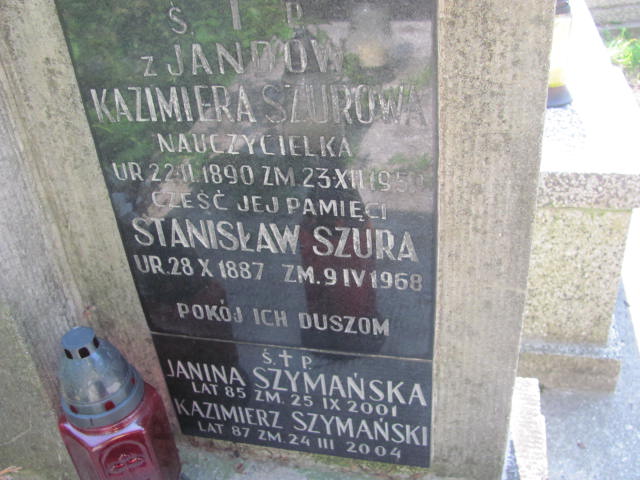 Ś † P.
z JANDÓW
KAZIMIERA SZUROWA
NAUCZYCIELKA
UR 22·II·1890 ZM. 23·XII
CZEŚĆ JEJ PAMIĘCI
STANISŁAW SZURA
UR. 28 X 1887 ZM. 9 IV 1968
POKÓJ ICH DUSZOM
Ś. † P.
JANINA SZYMAŃSKA
LAT 85 ZM. 25 IX 2001
KAZIMIERZ SZYMAŃSKI
LAT 87 ZM. 24 III 2004